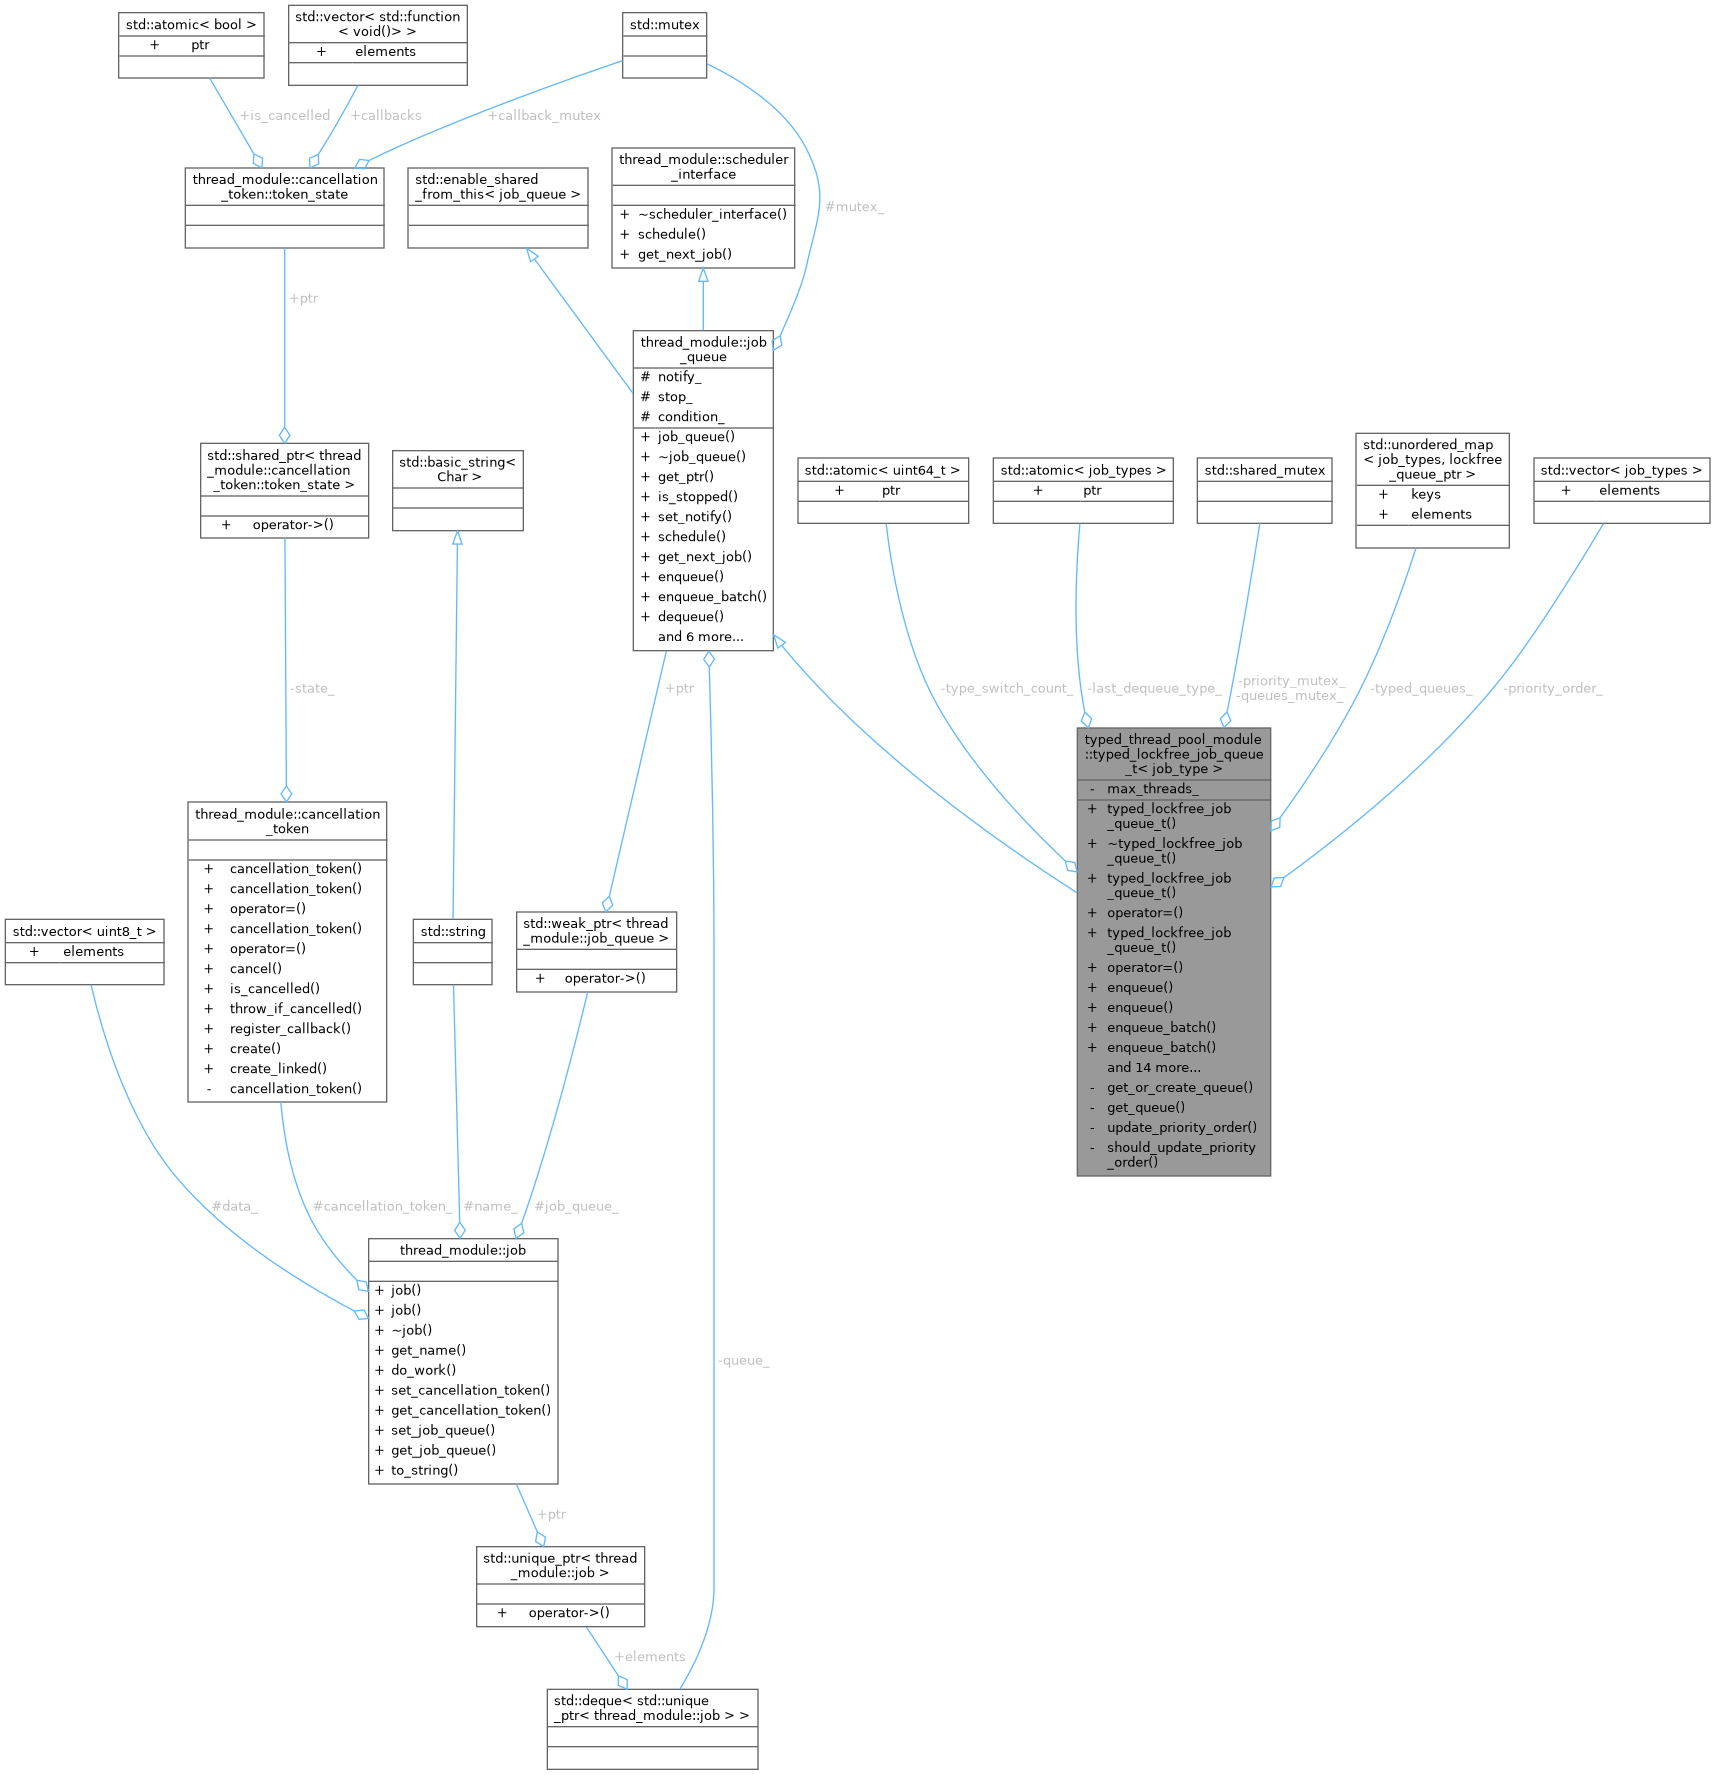 std::atomic< bool >
+ ptr
std::vector< std::function
< void()> >
+ elements
std::mutex
+is_cancelled
+callbacks
+callback_mutex
thread_module::cancellation
_token::token_state
std::enable_shared
_from_this< job_queue >
thread_module::scheduler
_interface
+ ~scheduler_interface()
+ schedule()
+ get_next_job()
#mutex_
+ptr
thread_module::job
_queue
# notify_
# stop_
# condition_
+ job_queue()
+ ~job_queue()
+ get_ptr()
+ is_stopped()
+ set_notify()
+ schedule()
+ get_next_job()
+ enqueue()
+ enqueue_batch()
+ dequeue()
and 6 more...
std::shared_ptr< thread
_module::cancellation
_token::token_state >
+ operator->()
std::basic_string<
Char >
std::atomic< uint64_t >
+ ptr
std::atomic< job_types >
+ ptr
std::shared_mutex
std::unordered_map
< job_types, lockfree
_queue_ptr >
+ keys
+ elements
std::vector< job_types >
+ elements
-state_
+ptr
-type_switch_count_
-last_dequeue_type_
-priority_mutex_
-queues_mutex_
-typed_queues_
-priority_order_
typed_thread_pool_module
::typed_lockfree_job_queue
_t< job_type >
- max_threads_
+ typed_lockfree_job
_queue_t()
+ ~typed_lockfree_job
_queue_t()
+ typed_lockfree_job
_queue_t()
+ operator=()
+ typed_lockfree_job
_queue_t()
+ operator=()
+ enqueue()
+ enqueue()
+ enqueue_batch()
+ enqueue_batch()
and 14 more...
- get_or_create_queue()
- get_queue()
- update_priority_order()
- should_update_priority
_order()
thread_module::cancellation
_token
+ cancellation_token()
+ cancellation_token()
+ operator=()
+ cancellation_token()
+ operator=()
+ cancel()
+ is_cancelled()
+ throw_if_cancelled()
+ register_callback()
+ create()
+ create_linked()
- cancellation_token()
std::vector< uint8_t >
+ elements
std::string
std::weak_ptr< thread
_module::job_queue >
+ operator->()
#data_
#cancellation_token_
#name_
#job_queue_
thread_module::job
+ job()
+ job()
+ ~job()
+ get_name()
+ do_work()
+ set_cancellation_token()
+ get_cancellation_token()
+ set_job_queue()
+ get_job_queue()
+ to_string()
-queue_
+ptr
std::unique_ptr< thread
_module::job >
+ operator->()
+elements
std::deque< std::unique
_ptr< thread_module::job > >